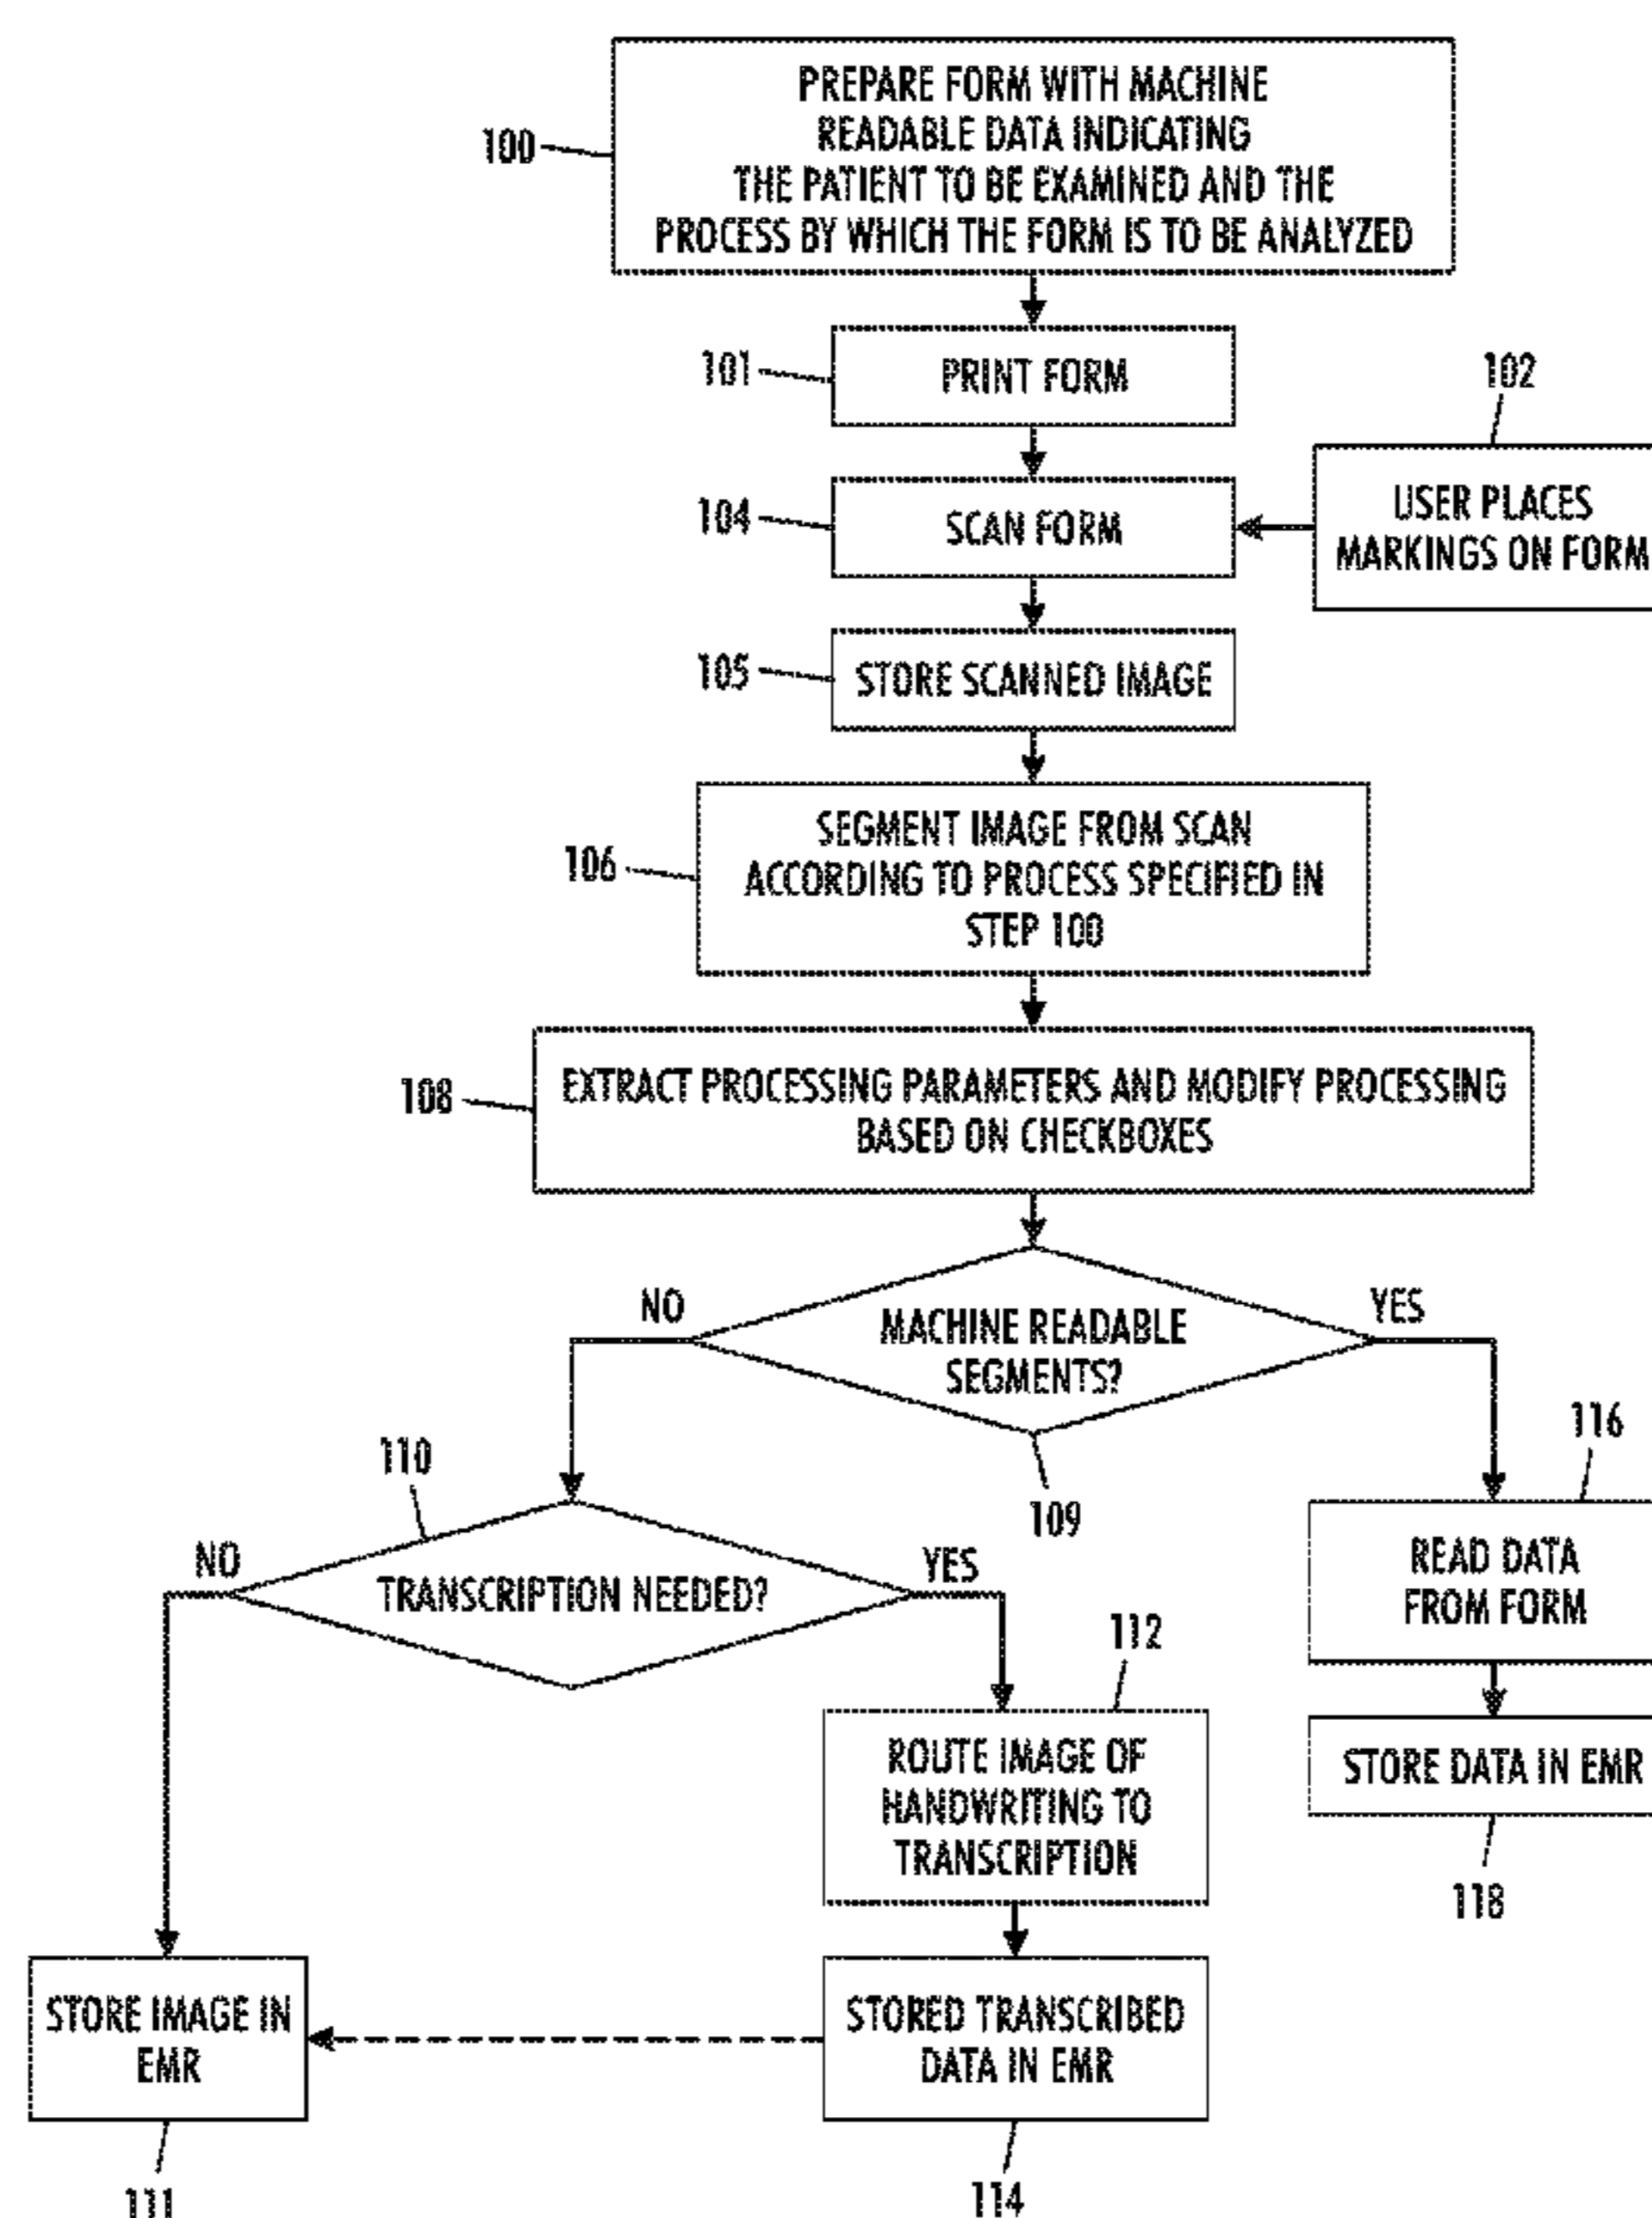 PREPARE FORM WITH MACHINE
READABLE DATA INDICATING
THE PATIENT TO BE EXAMINED AND THE
PROCESS BY WHICH THE FORM IS TO BE ANALYZED
100
PRINT FORM
101
102
SCAN FORM
104
USER PLACES
MARKINGS ON FORM
STORE SCANNED IMAGE
105
SEGMENT IMAGE FROM SCAN
ACCORDING TO PROCESS SPECIFIED IN
STEP 100
106
EXTRACT PROCESSING PARAMETERS AND MODIFY PROCESSING
BASED ON CHECKBOXES
108
NO
MACHINE READABLE
SEGMENTS?
YES
109
110
116
NO
TRANSCRIPTION NEEDED?
YES
READ DATA
FROM FORM
112
ROUTE IMAGE OF
HANDWRITING TO
TRANSCRIPTION
STORE DATA IN EMR
118
STORE IMAGE IN
EMR
STORED TRANSCRIBED
DATA IN EMR
111
114